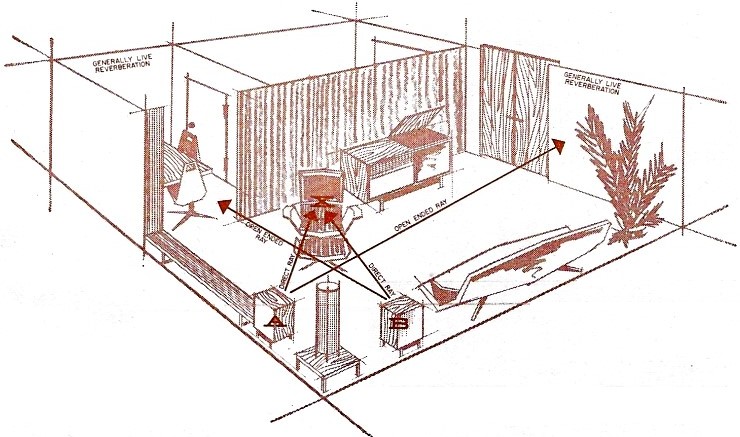 GENERALLY LIVE
REVERBERATION
GENERALLY LIVE
REVERBERATION
X
OPEN ENDED
RAY
OPEN ENDED RAY
DIRECT RAY
DIRECT RAY
A
B